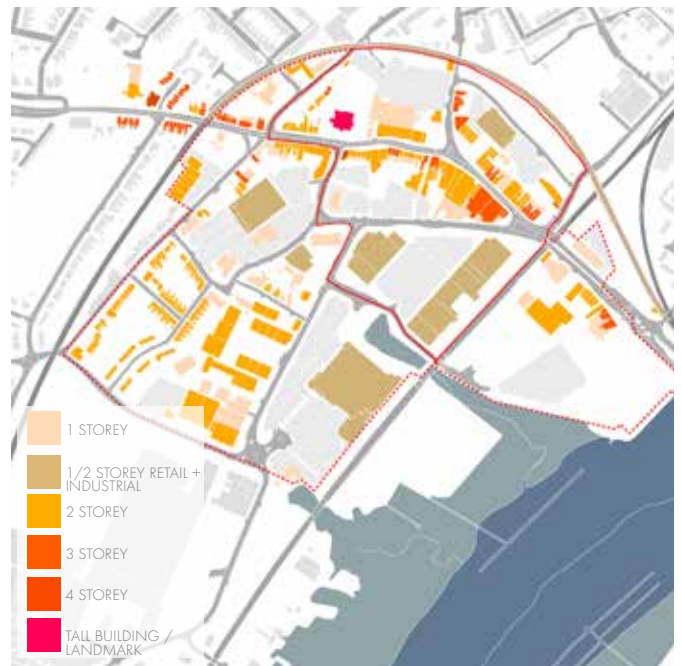 1 STOREY
1/2 STOREY RETAIL +
INDUSTRIAL
2 STOREY
3 STOREY
4 STOREY
TALL BUILDING /
LANDMARK